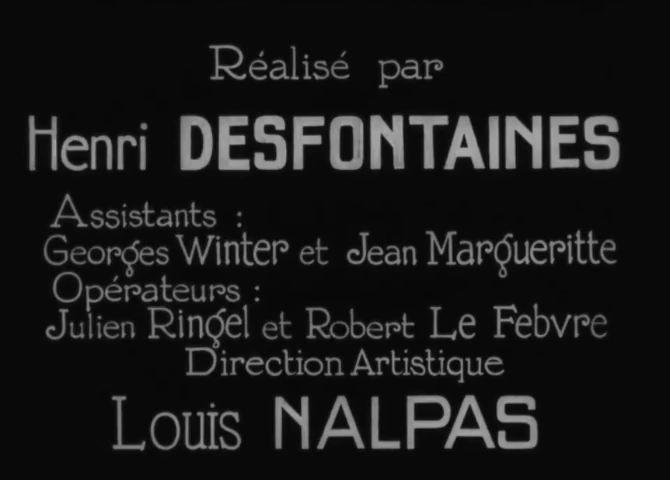 Réalisé par
Henri DESFONTAINES
Assistants :
Georges Winter et Jean Margueritte
Opérateurs :
Julien Ringel et Robert Le Febvre
Direction Artistique
Louis NALPAS